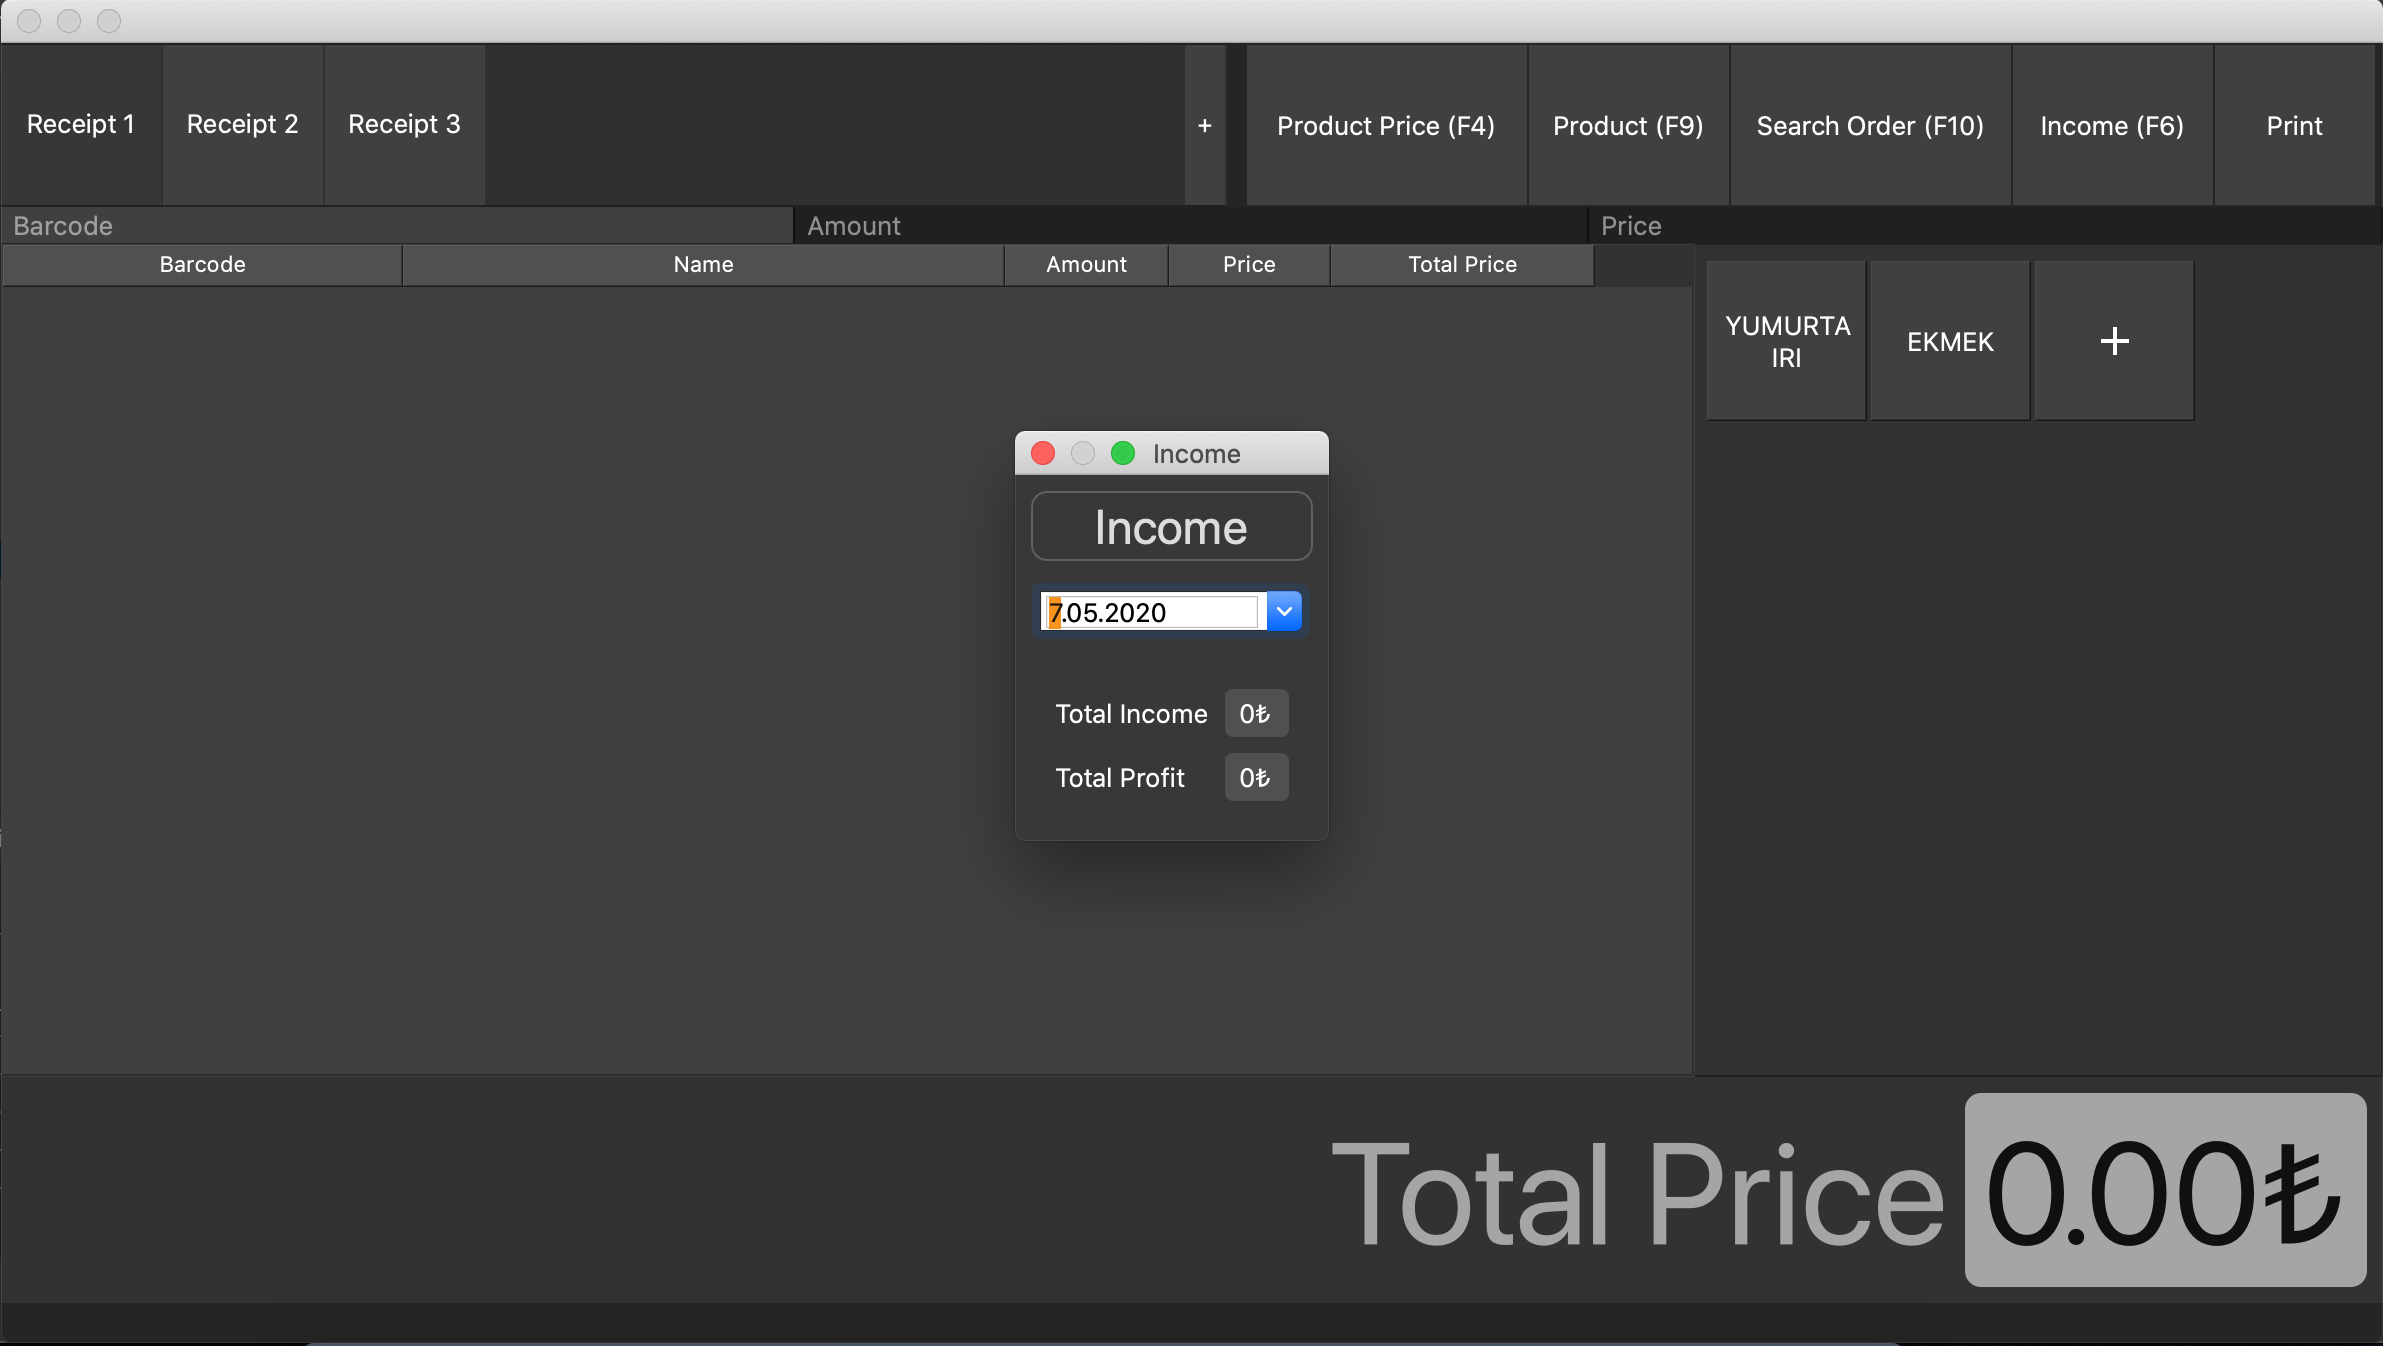 Receipt 1
Receipt 2
Receipt 3
+
Product Price (F4)
Product (F9)
Search Order (F10)
Income (F6)
Print
Barcode
Amount
Price
Barcode
Name
Amount
Price
Total Price
YUMURTA
IRI
EKMEK
+
Income
Income
7.05.2020
Total Income
0₺
Total Profit
0₺
Total Price
0.00₺